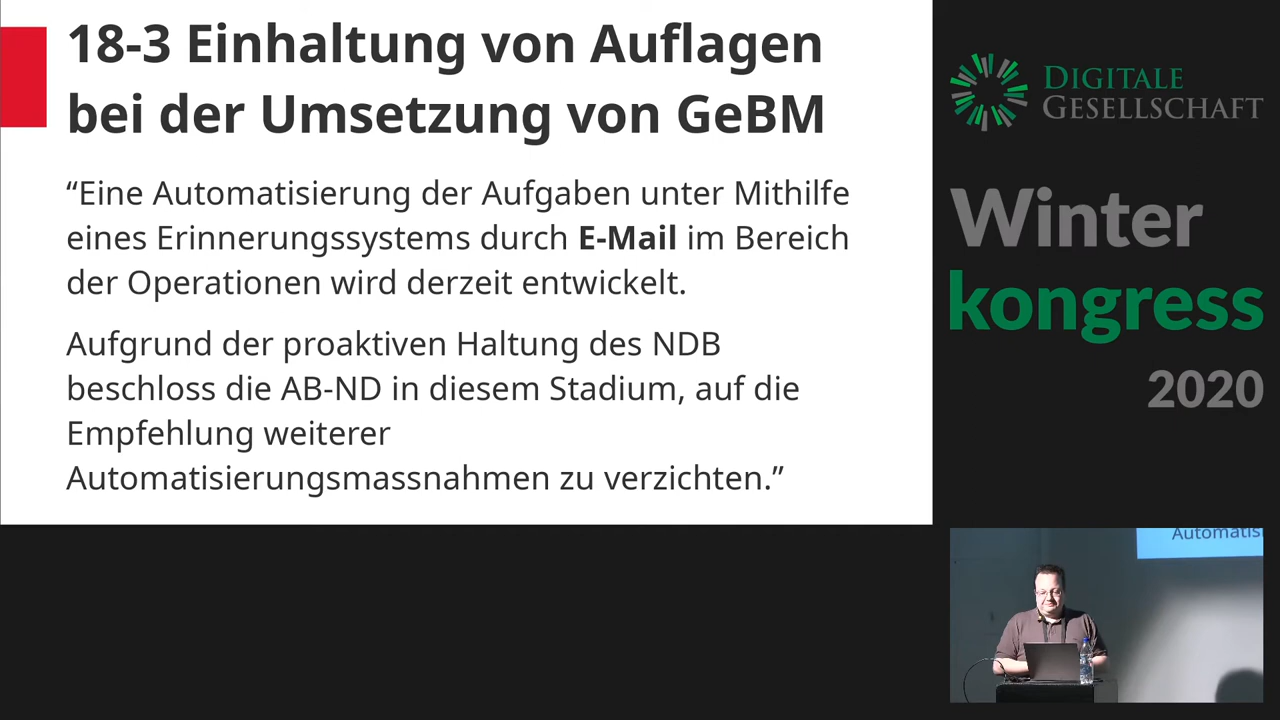 18-3 Einhaltung von Auflagen
bei der Umsetzung von GeBM
“Eine Automatisierung der Aufgaben unter Mithilfe
eines Erinnerungssystems durch E-Mail im Bereich
der Operationen wird derzeit entwickelt.
Aufgrund der proaktiven Haltung des NDB
beschloss die AB-ND in diesem Stadium, auf die
Empfehlung weiterer
Automatisierungsmassnahmen zu verzichten.”
DIGITALE
GESELLSCHAFT
Winter
kongress
2020